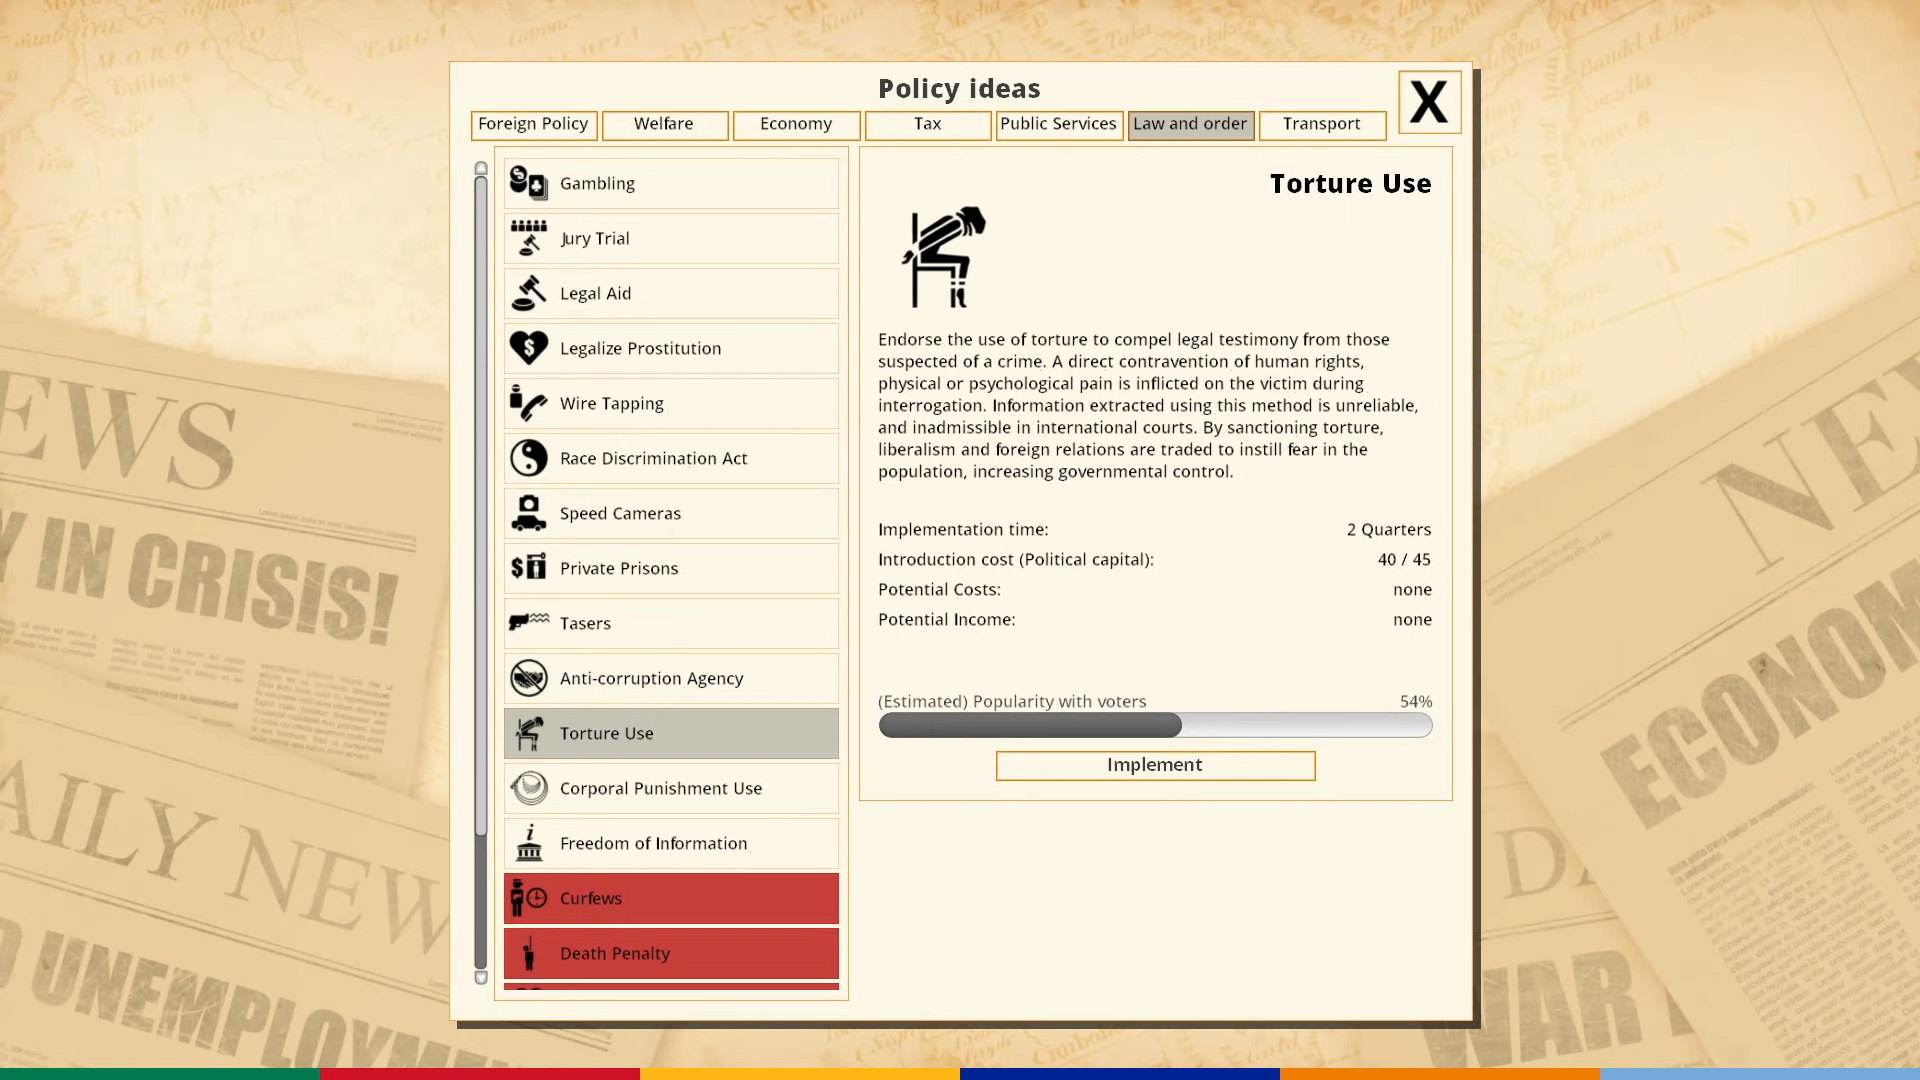 Policy ideas
X
Foreign Policy
Welfare
Economy
Tax
Public Services
Law and order
Transport
Gambling
Jury Trial
Legal Aid
Legalize Prostitution
Wire Tapping
Race Discrimination Act
Speed Cameras
Private Prisons
Tasers
Anti-corruption Agency
Torture Use
Corporal Punishment Use
Freedom of Information
Curfews
Death Penalty
Torture Use
Endorse the use of torture to compel legal testimony from those
suspected of a crime. A direct contravention of human rights,
physical or psychological pain is inflicted on the victim during
interrogation. Information extracted using this method is unreliable,
and inadmissible in international courts. By sanctioning torture,
liberalism and foreign relations are traded to instill fear in the
population, increasing governmental control.
Implementation time: 2 Quarters
Introduction cost (Political capital): 40 / 45
Potential Costs: none
Potential Income: none
(Estimated) Popularity with voters 54%
Implement
EWS
Y IN CRISIS!
AILY NEW
UNEMPLOYME
NE
ECONOM
DA
WAR
MOROCCO